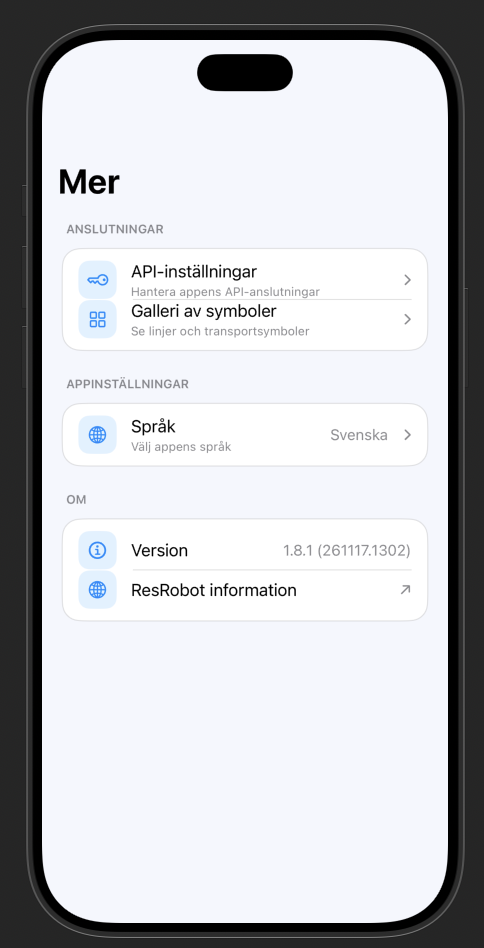 Mer
ANSLUTNINGAR
API-inställningar
Hantera appens API-anslutningar
Galleri av symboler
Se linjer och transportsymboler
APPINSTÄLLNINGAR
Språk
Välj appens språk
Svenska
OM
Version
1.8.1 (261117.1302)
ResRobot information